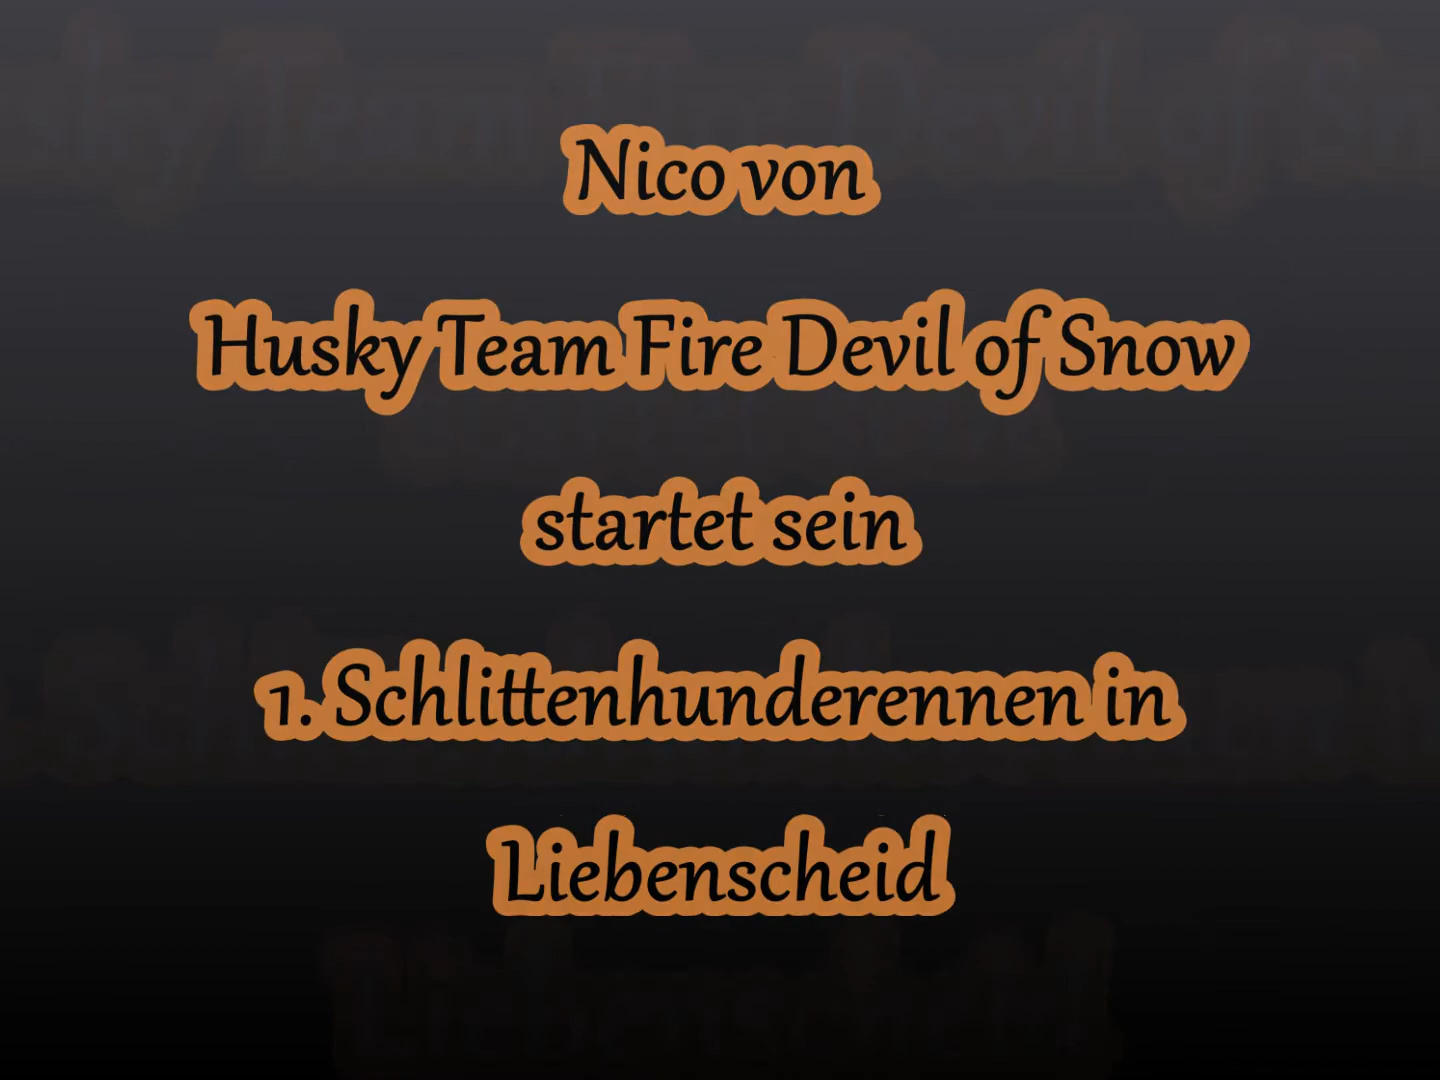 Nico von
Husky Team Fire Devil of Snow
startet sein
1. Schlittenhunderennen in
Liebenscheid